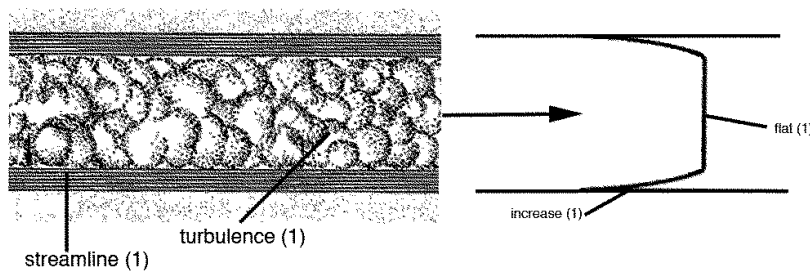 streamline (1)
turbulence (1)
flat (1)
increase (1)